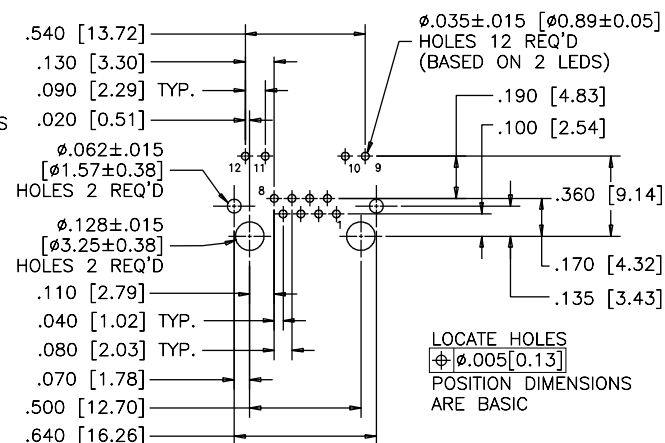 .540 [13.72]
.130 [3.30]
.090 [2.29] TYP.
S
.020 [0.51]
ø.062±.015
[ø1.57±0.38]
HOLES 2 REQ'D
ø.128±.015
[ø3.25±0.38]
HOLES 2 REQ'D
.110 [2.79]
.040 [1.02] TYP.
.080 [2.03] TYP.
.070 [1.78]
.500 [12.70]
.640 [16.26]
12 11
10 9
8
1
ø.035±.015 [ø0.89±0.05]
HOLES 12 REQ'D
(BASED ON 2 LEDS)
.190 [4.83]
.100 [2.54]
.360 [9.14]
.170 [4.32]
.135 [3.43]
LOCATE HOLES
⌖ ø.005[0.13]
POSITION DIMENSIONS
ARE BASIC